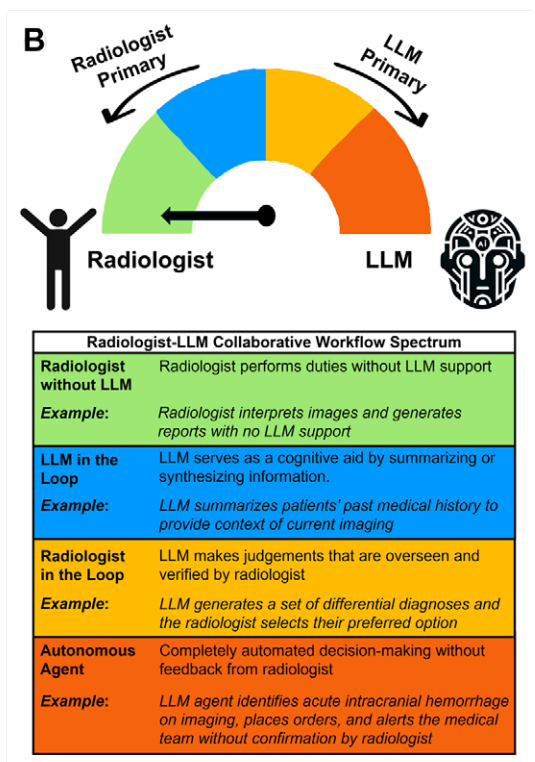 B
Radiologist
Primary
LLM
Primary
Radiologist
LLM
AI
Radiologist-LLM Collaborative Workflow Spectrum
Radiologist
without LLM
Radiologist performs duties without LLM support
Example:
Radiologist interprets images and generates
reports with no LLM support
LLM in the
Loop
LLM serves as a cognitive aid by summarizing or
synthesizing information.
Example:
LLM summarizes patients' past medical history to
provide context of current imaging
Radiologist
in the Loop
LLM makes judgements that are overseen and
verified by radiologist
Example:
LLM generates a set of differential diagnoses and
the radiologist selects their preferred option
Autonomous
Agent
Completely automated decision-making without
feedback from radiologist
Example:
LLM agent identifies acute intracranial hemorrhage
on imaging, places orders, and alerts the medical
team without confirmation by radiologist